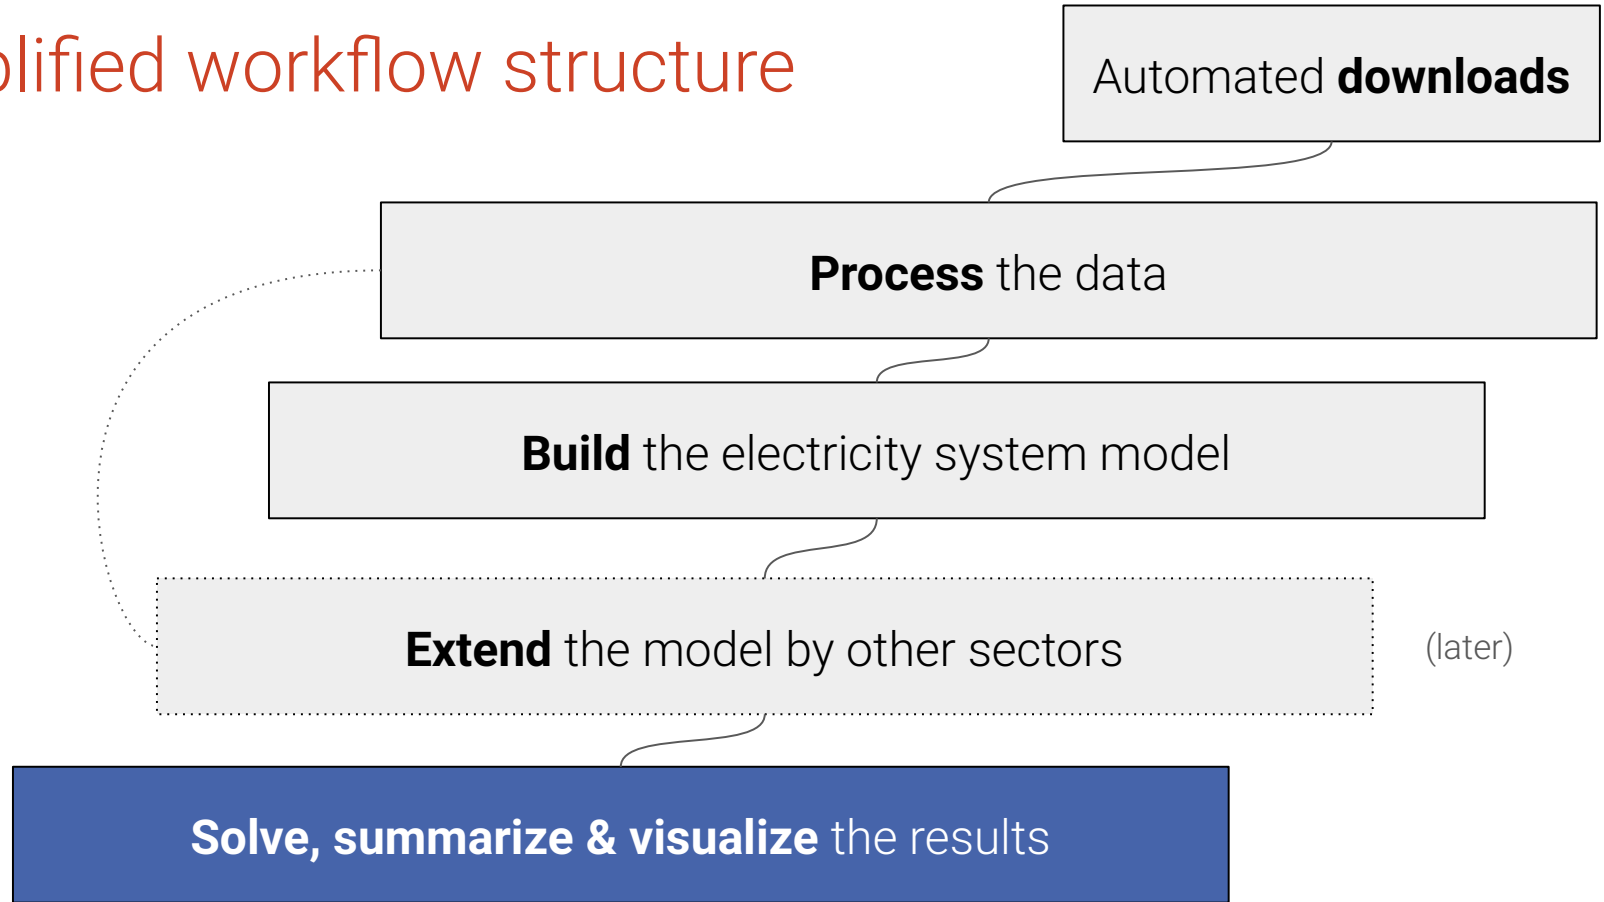 plified workflow structure
Automated downloads
Process the data
Build the electricity system model
Extend the model by other sectors
(later)
Solve, summarize & visualize the results